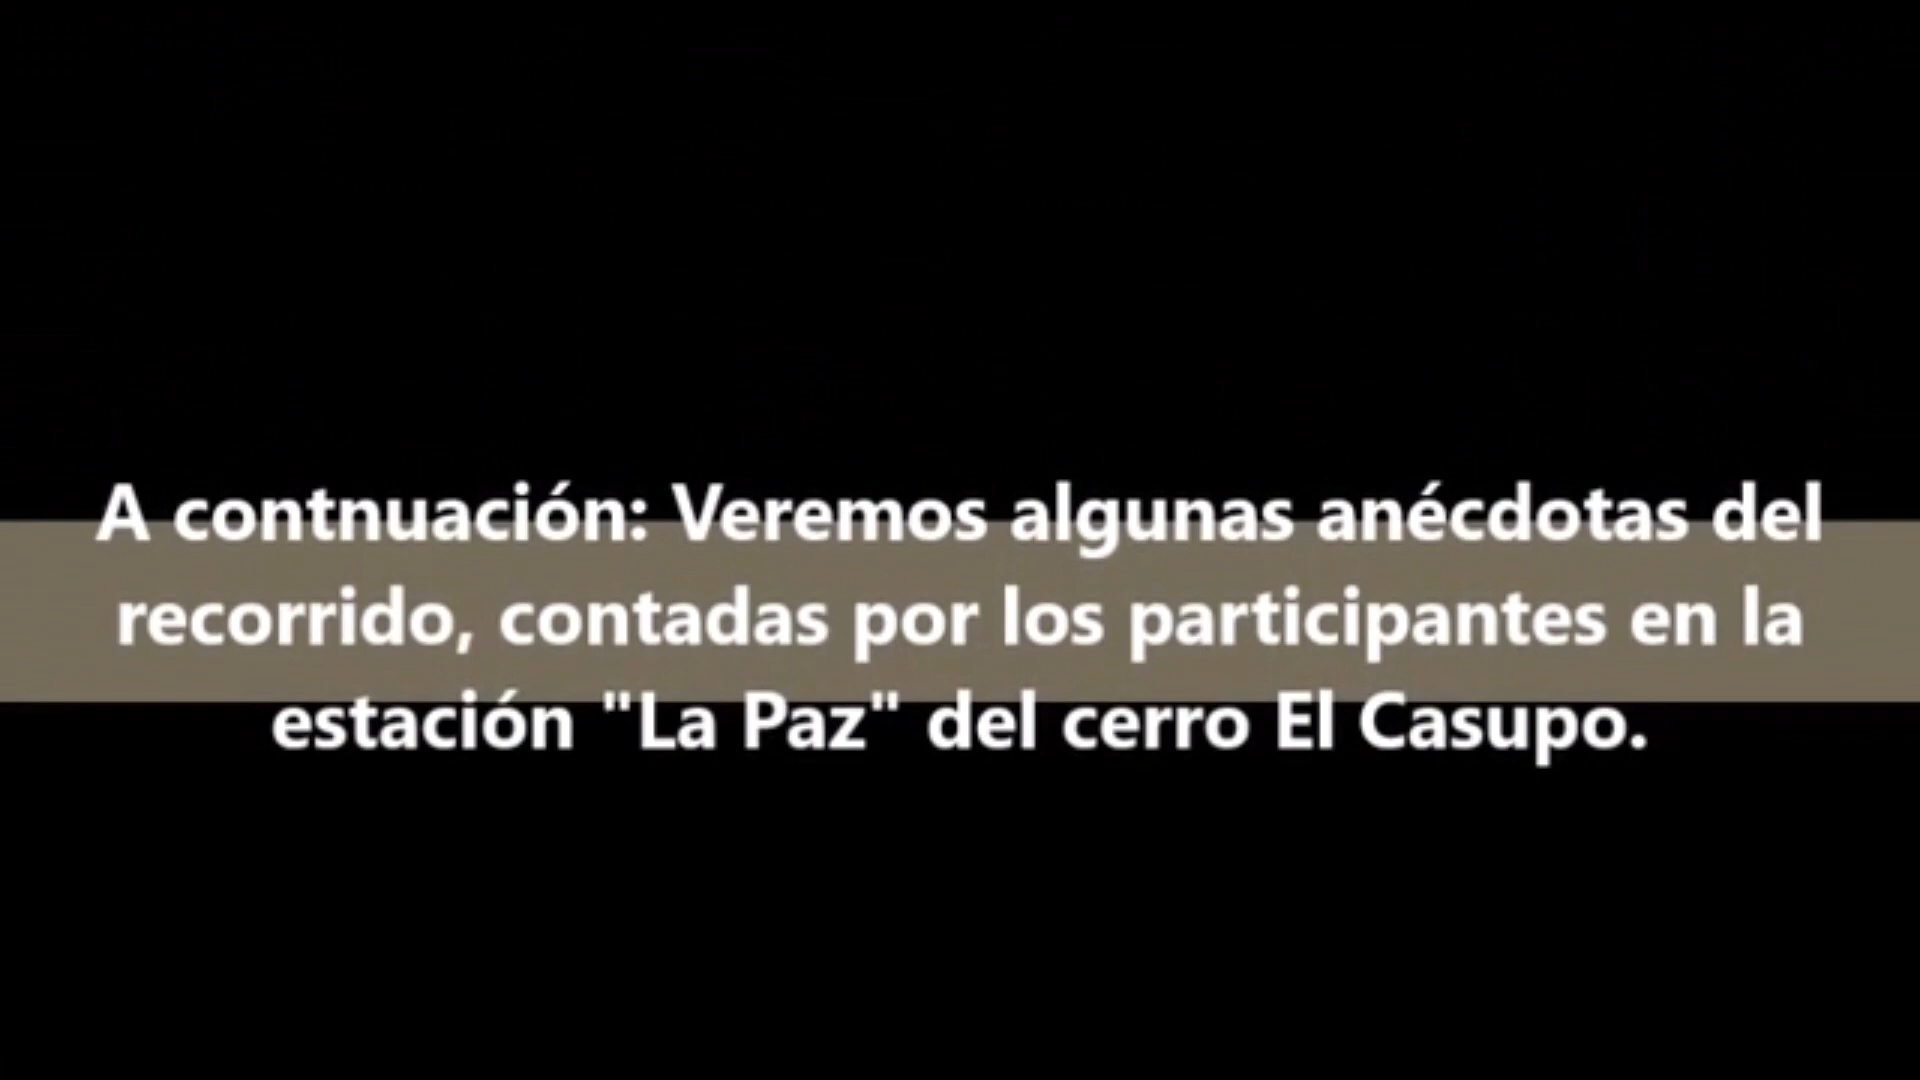 A contnuación: Veremos algunas anécdotas del
recorrido, contadas por los participantes en la
estación "La Paz" del cerro El Casupo.